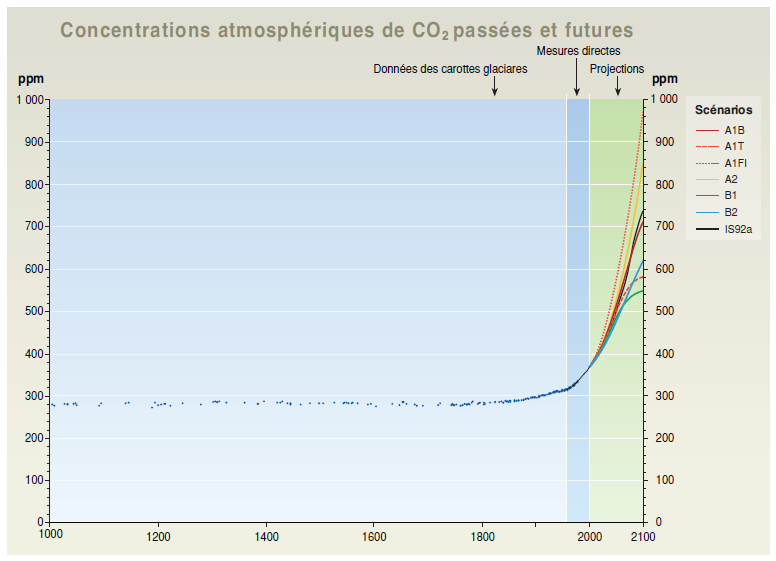 Concentrations atmosphériques de CO₂ passées et futures
Mesures directes
Données des carottes glaciaires
Projections
ppm
ppm
1 000
900
800
700
600
500
400
300
200
100
0
1 000
900
800
700
600
500
400
300
200
100
0
1000
1200
1400
1600
1800
2000
2100
Scénarios
A1B
A1T
A1FI
A2
B1
B2
IS92a